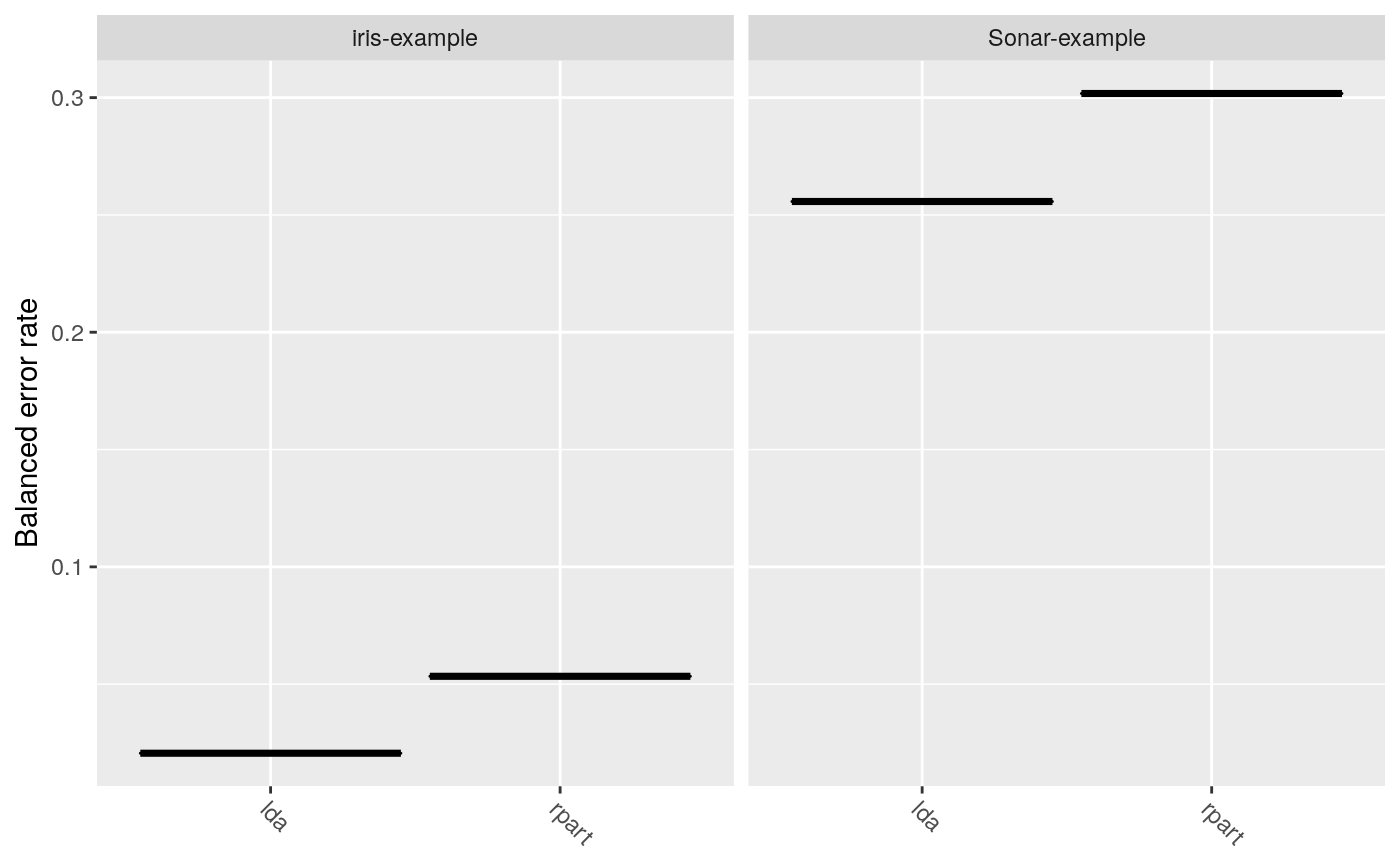 iris-example
Sonar-example
Balanced error rate
0.3
0.2
0.1
lda
rpart
lda
rpart